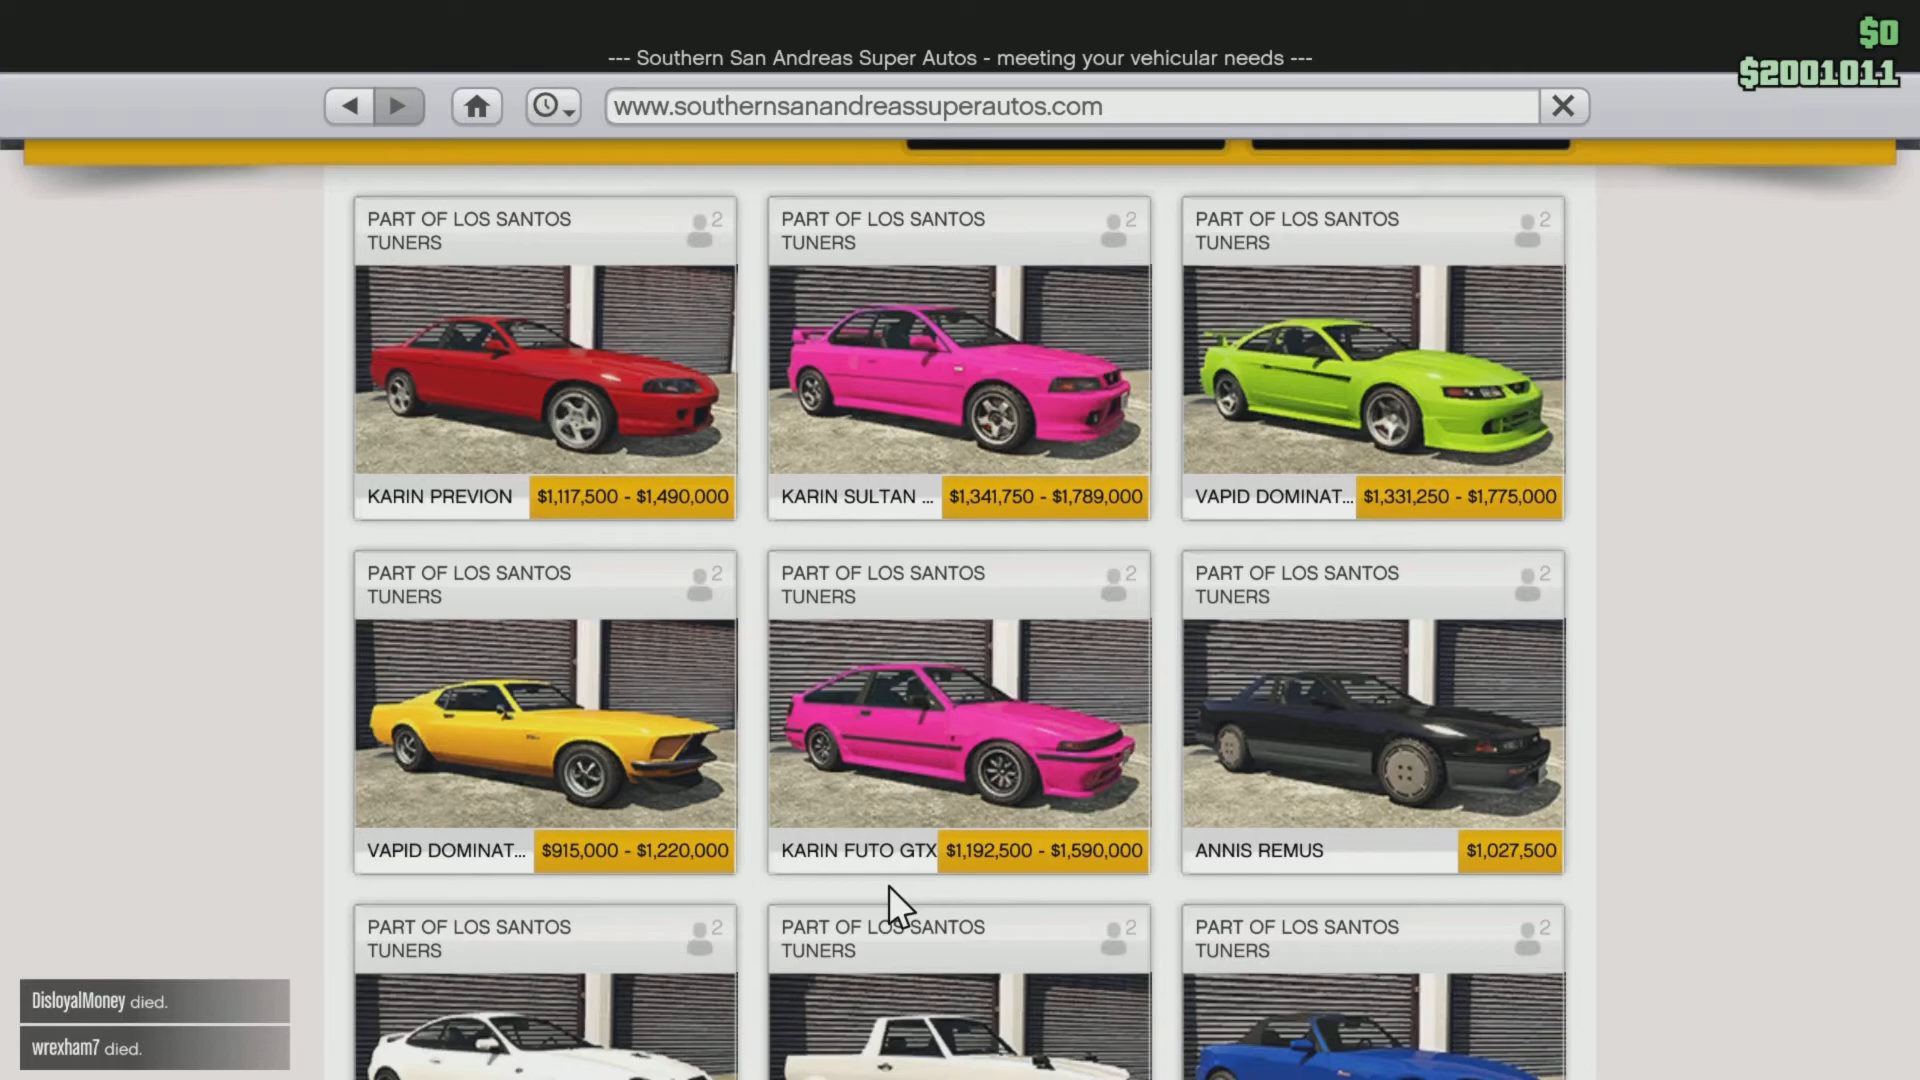 --- Southern San Andreas Super Autos - meeting your vehicular needs ---
$0
$2001011
www.southernsanandreassuperautos.com
PART OF LOS SANTOS
TUNERS
2
PART OF LOS SANTOS
TUNERS
2
PART OF LOS SANTOS
TUNERS
2
KARIN PREVION
$1,117,500 - $1,490,000
KARIN SULTAN ...
$1,341,750 - $1,789,000
VAPID DOMINAT...
$1,331,250 - $1,775,000
PART OF LOS SANTOS
TUNERS
2
PART OF LOS SANTOS
TUNERS
2
PART OF LOS SANTOS
TUNERS
2
VAPID DOMINAT...
$915,000 - $1,220,000
KARIN FUTO GTX
$1,192,500 - $1,590,000
ANNIS REMUS
$1,027,500
PART OF LOS SANTOS
TUNERS
2
PART OF LOS SANTOS
TUNERS
2
PART OF LOS SANTOS
TUNERS
2
DisloyalMoney died.
wrexham7 died.